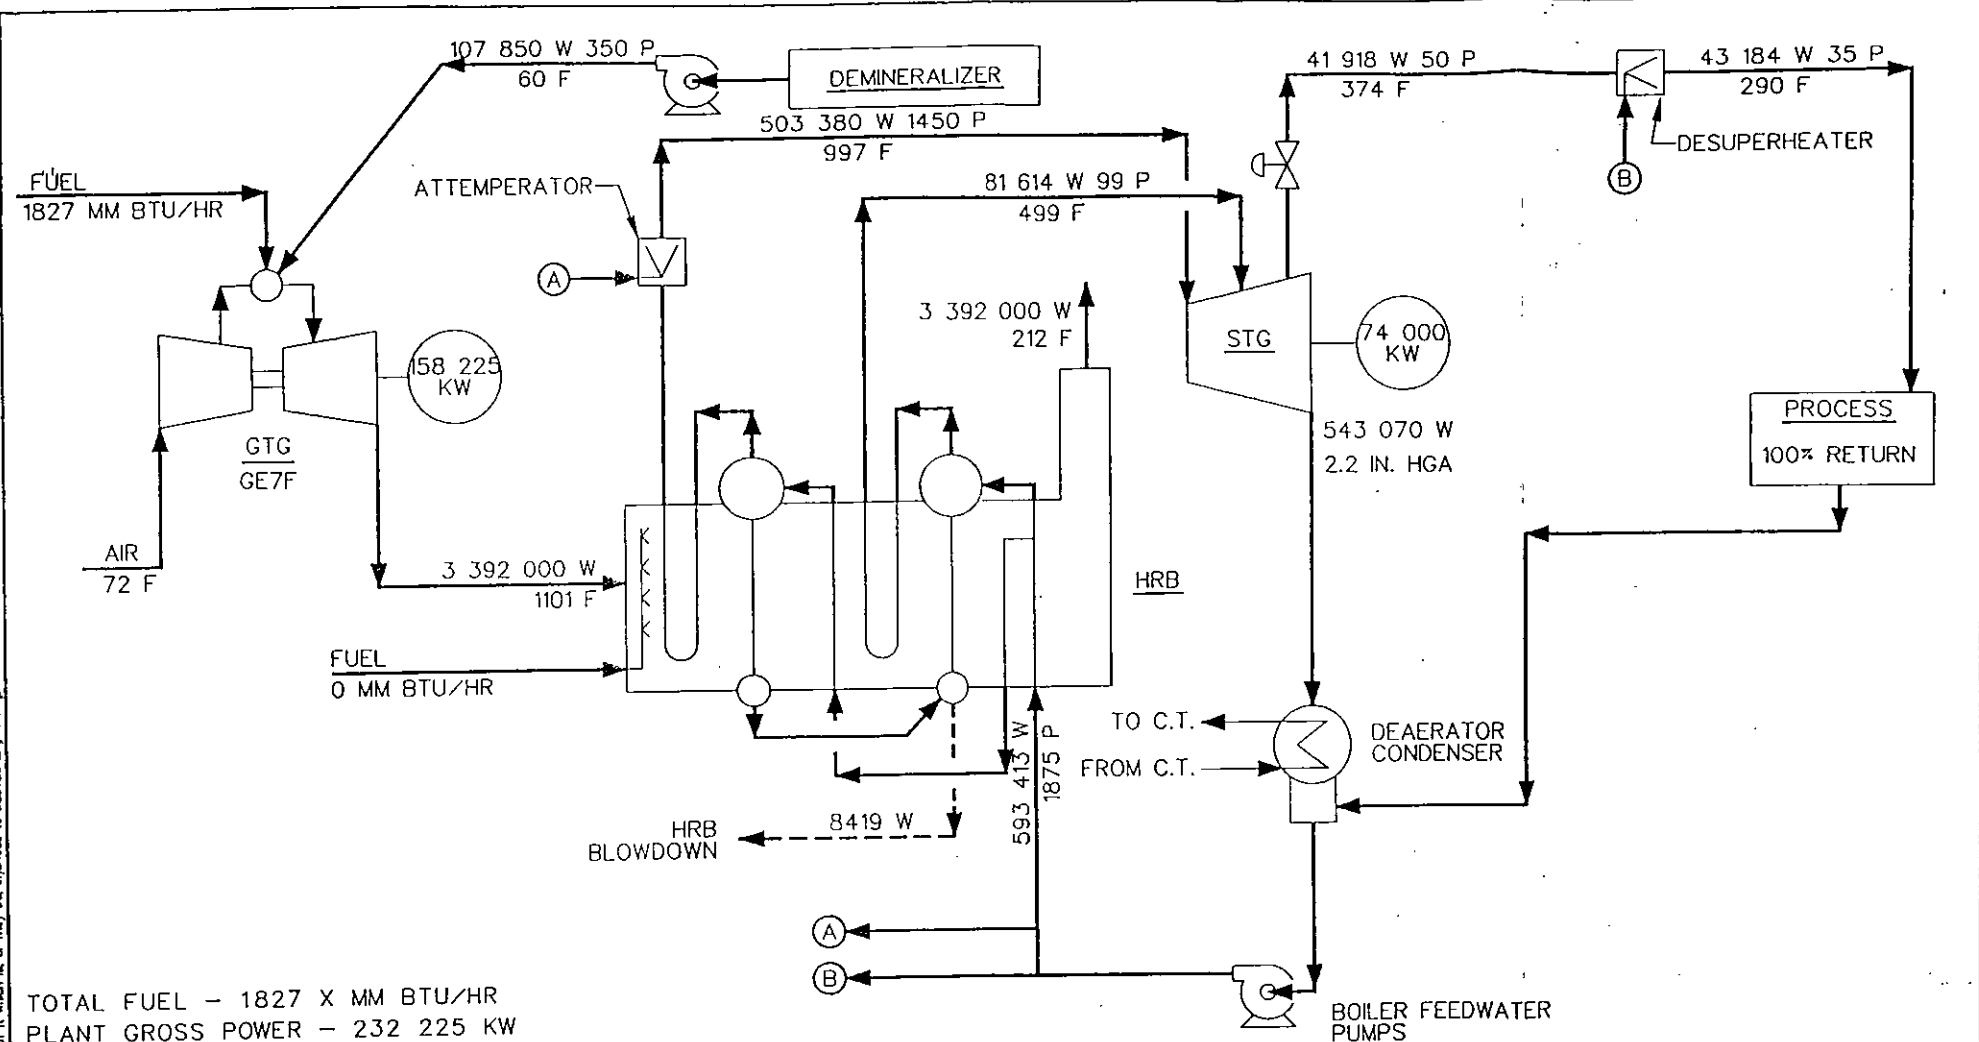 107 850 W 350 P
60 F
DEMINERALIZER
41 918 W 50 P
374 F
43 184 W 35 P
290 F
503 380 W 1450 P
997 F
DESUPERHEATER
B
FUEL
1827 MM BTU/HR
ATTEMPERATOR
81 614 W 99 P
499 F
A
3 392 000 W
212 F
STG
74 000
KW
158 225
KW
GTG
GE7F
543 070 W
2.2 IN. HGA
PROCESS
100% RETURN
AIR
72 F
3 392 000 W
1101 F
HRB
FUEL
0 MM BTU/HR
TO C.T.
FROM C.T.
DEAERATOR
CONDENSER
593 413 W
1875 P
8419 W
HRB
BLOWDOWN
A
B
BOILER FEEDWATER
PUMPS
TOTAL FUEL - 1827 X MM BTU/HR
PLANT GROSS POWER - 232 225 KW